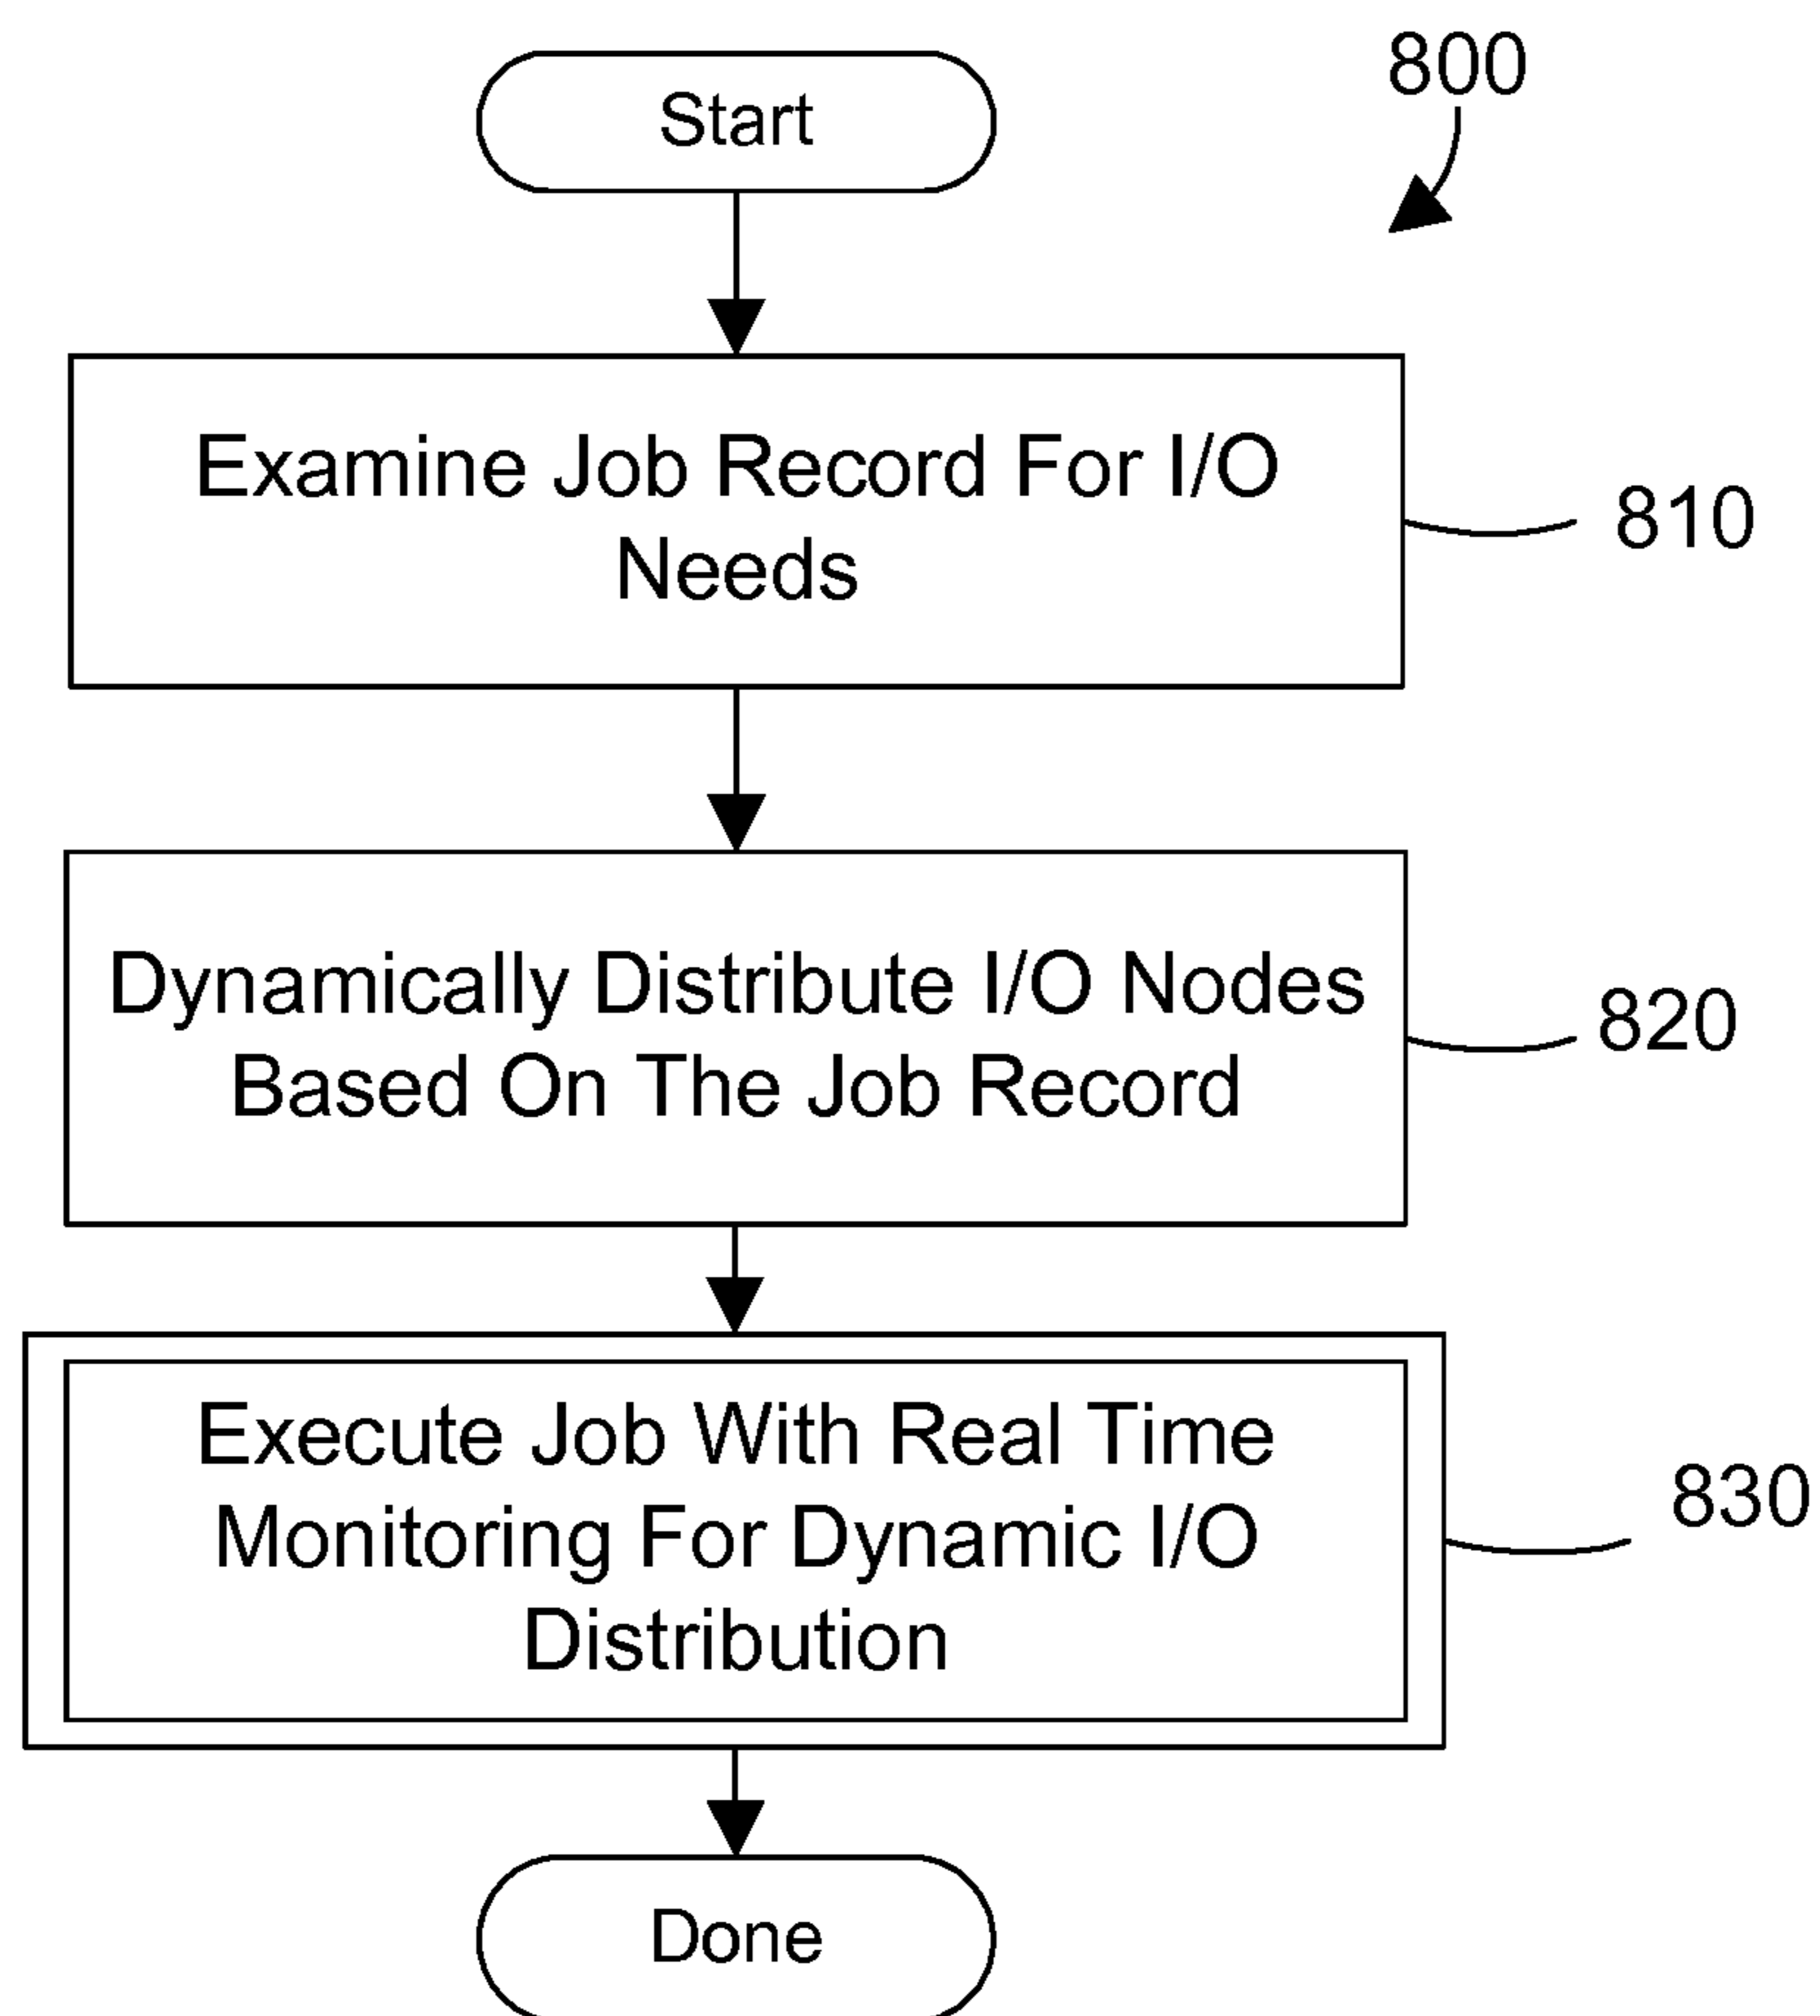 800
Start
Examine Job Record For I/O
Needs
810
Dynamically Distribute I/O Nodes
Based On The Job Record
820
Execute Job With Real Time
Monitoring For Dynamic I/O
Distribution
830
Done